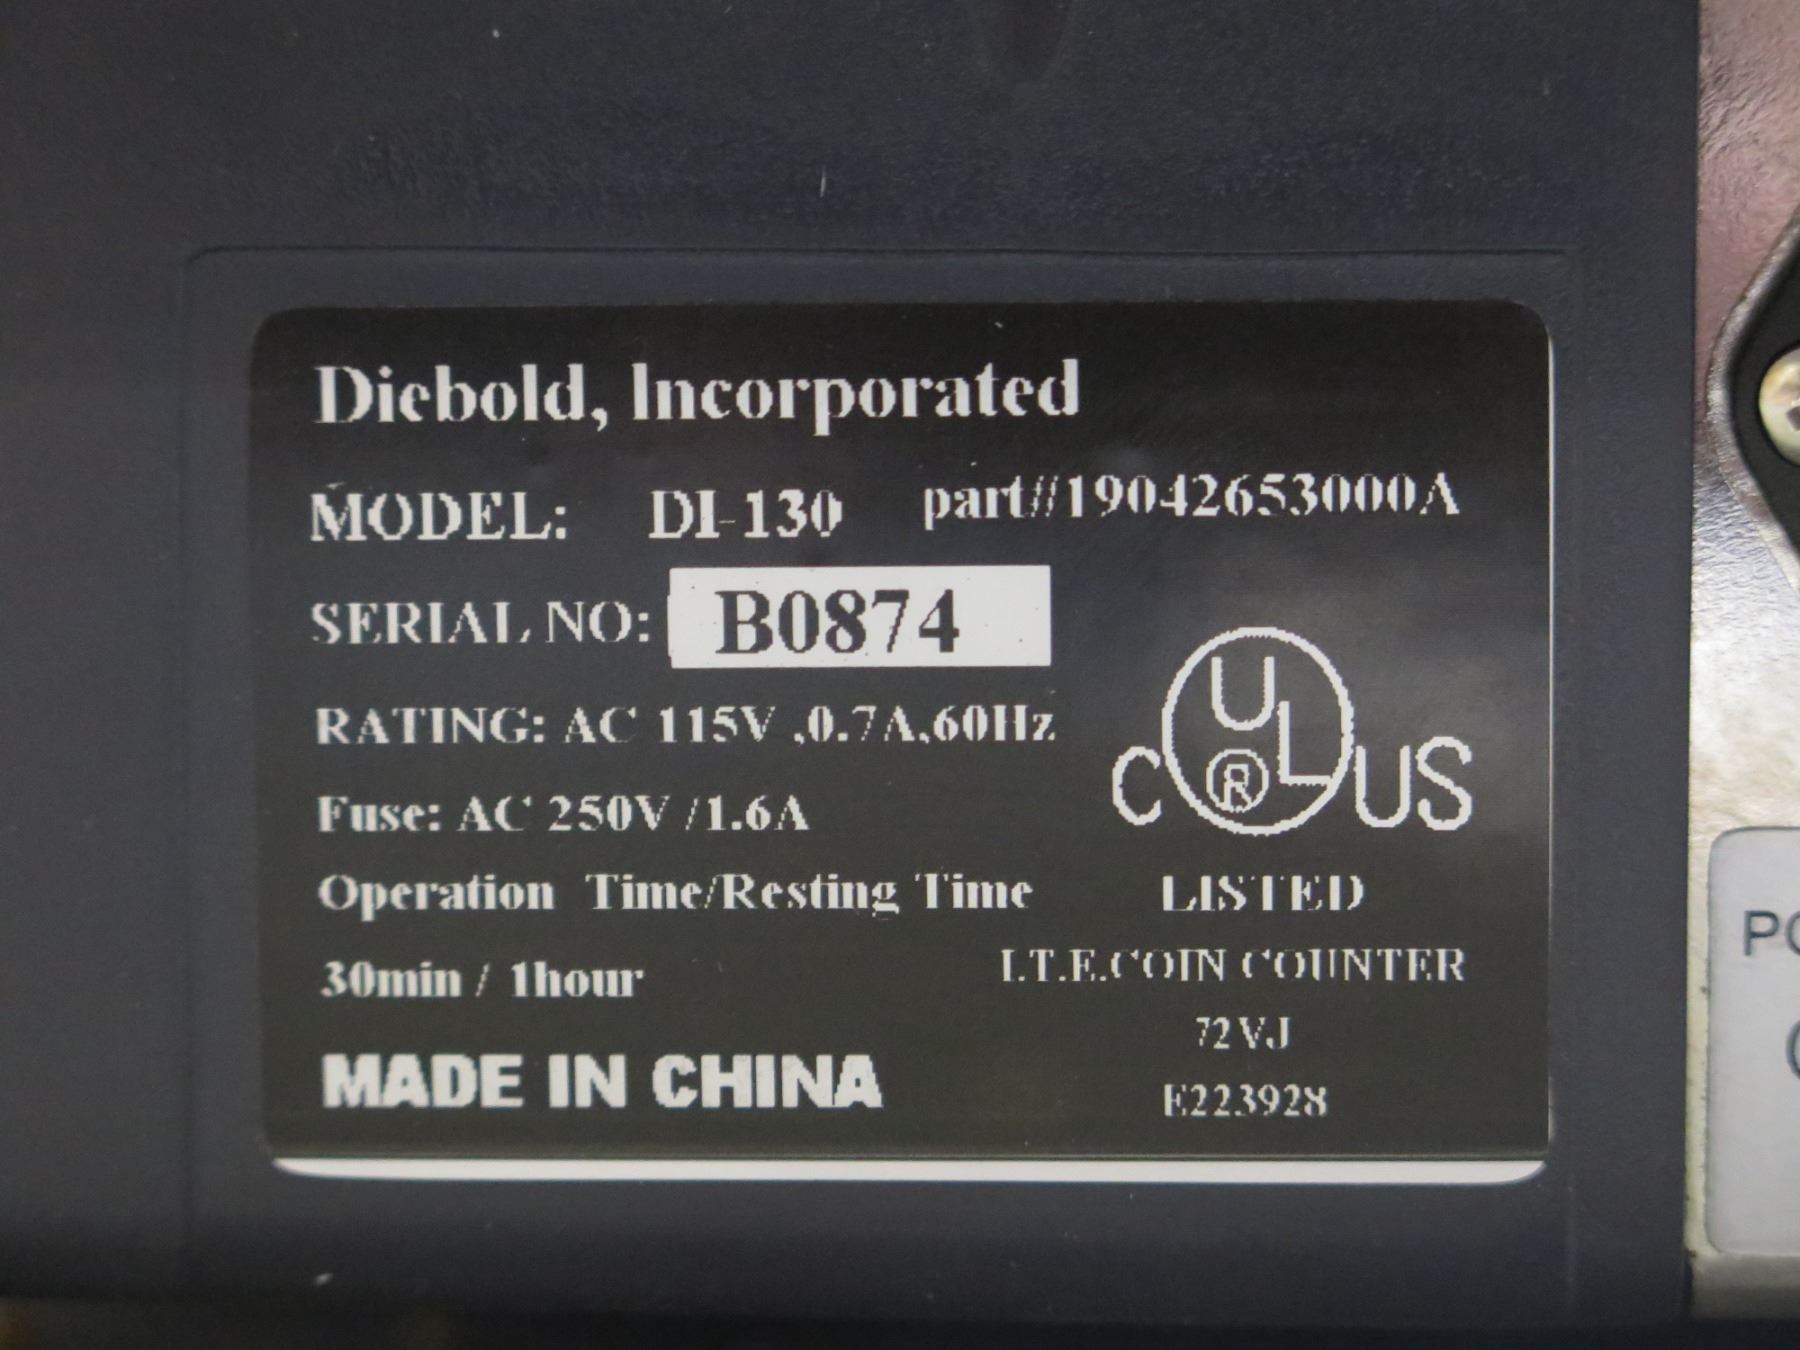 Diebold, Incorporated
MODEL: DI-130 part#19042653000A
SERIAL NO: B0874
RATING: AC 115V ,0.7A,60Hz
Fuse: AC 250V /1.6A
Operation Time/Resting Time
30min / 1hour
MADE IN CHINA
C UL® US
LISTED
I.T.E.COIN COUNTER
72VJ
E223928